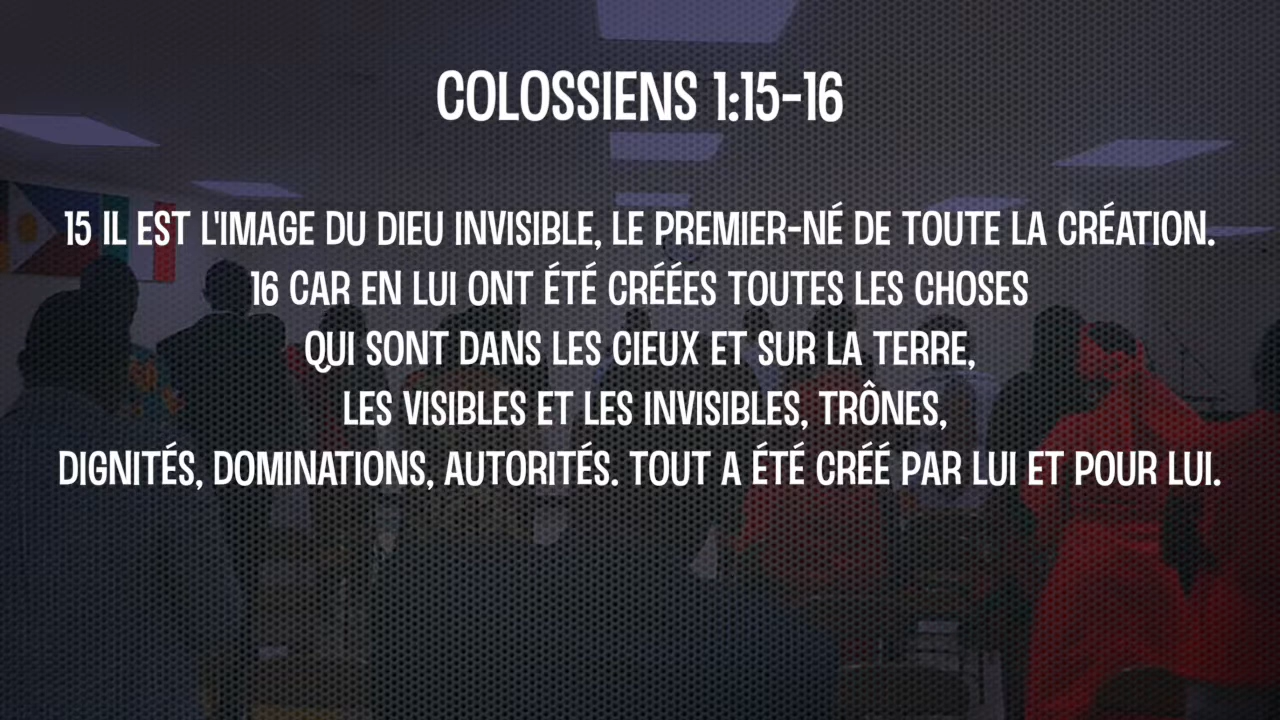 COLOSSIENS 1:15-16
15 IL EST L'IMAGE DU DIEU INVISIBLE, LE PREMIER-NÉ DE TOUTE LA CRÉATION.
16 CAR EN LUI ONT ÉTÉ CRÉÉES TOUTES LES CHOSES
QUI SONT DANS LES CIEUX ET SUR LA TERRE,
LES VISIBLES ET LES INVISIBLES, TRÔNES,
DIGNITÉS, DOMINATIONS, AUTORITÉS. TOUT A ÉTÉ CRÉÉ PAR LUI ET POUR LUI.